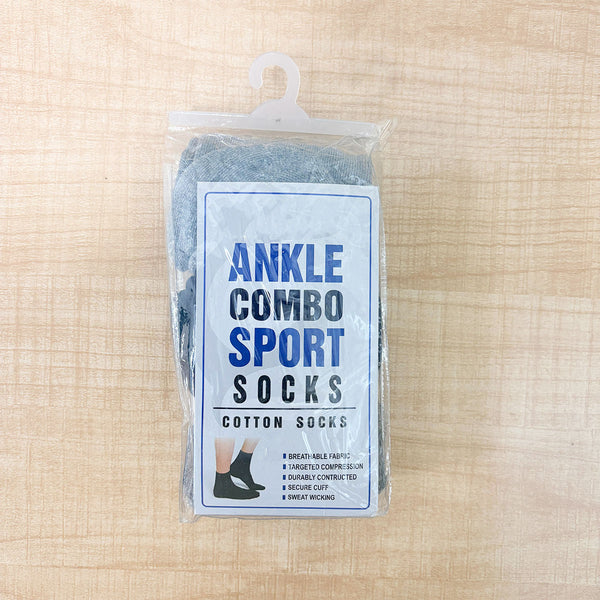 ANKLE
COMBO
SPORT
SOCKS
COTTON SOCKS
BREATHABLE FABRIC
TARGETED COMPRESSION
DURABLY CONTRUCTED
SECURE CUFF
SWEAT WICKING